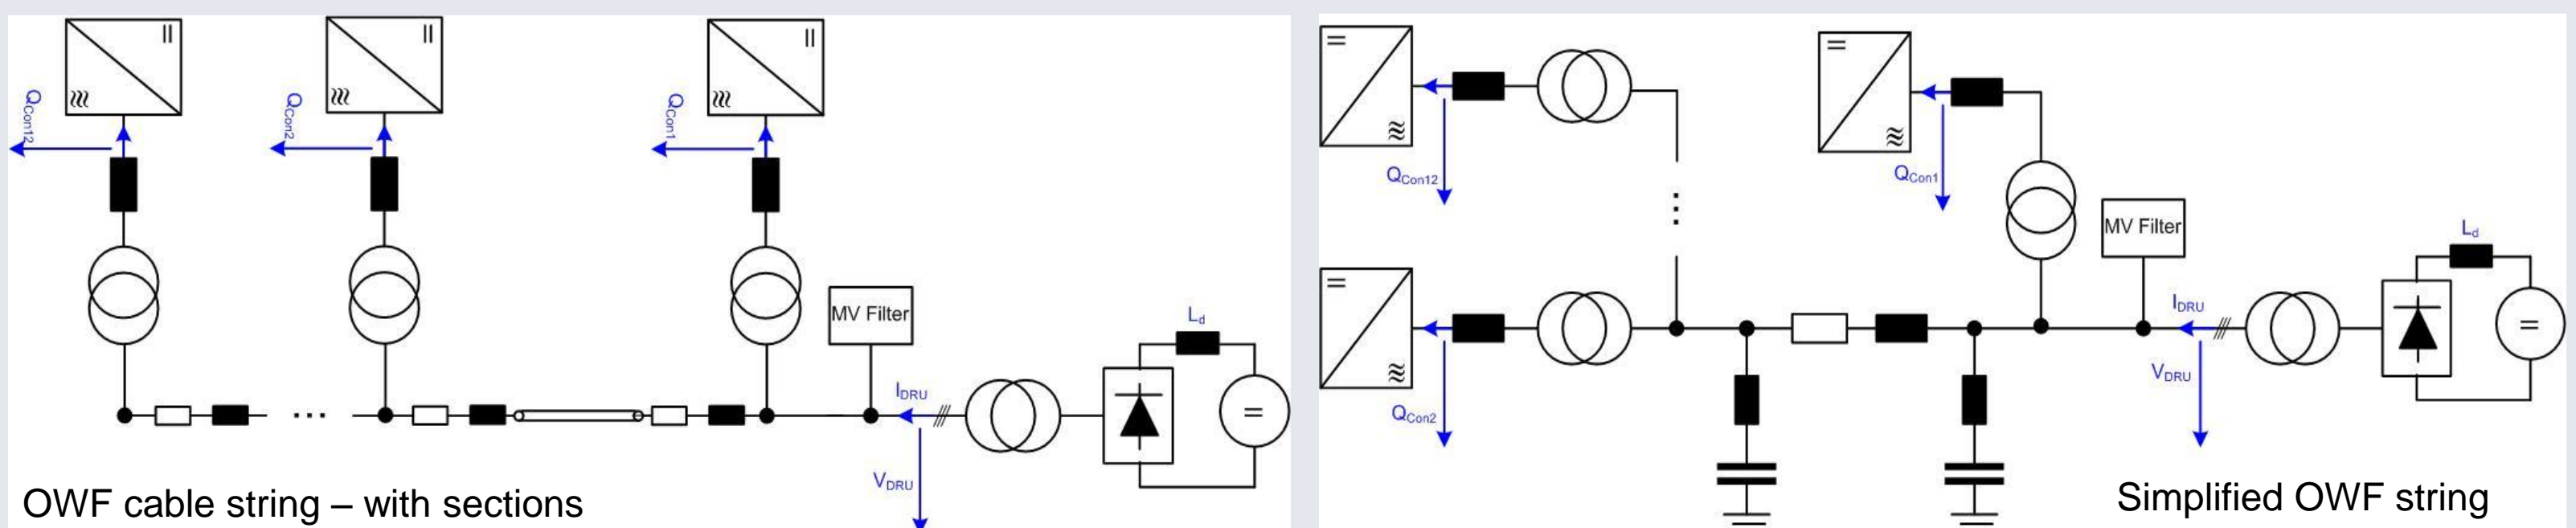 Q_Con12
Q_Con2
Q_Con1
MV Filter
L_d
I_DRU
...
=
V_DRU
OWF cable string – with sections
=
≋
Q_Con12
=
≋
Q_Con1
MV Filter
L_d
I_DRU
=
≋
Q_Con2
V_DRU
=
Simplified OWF string